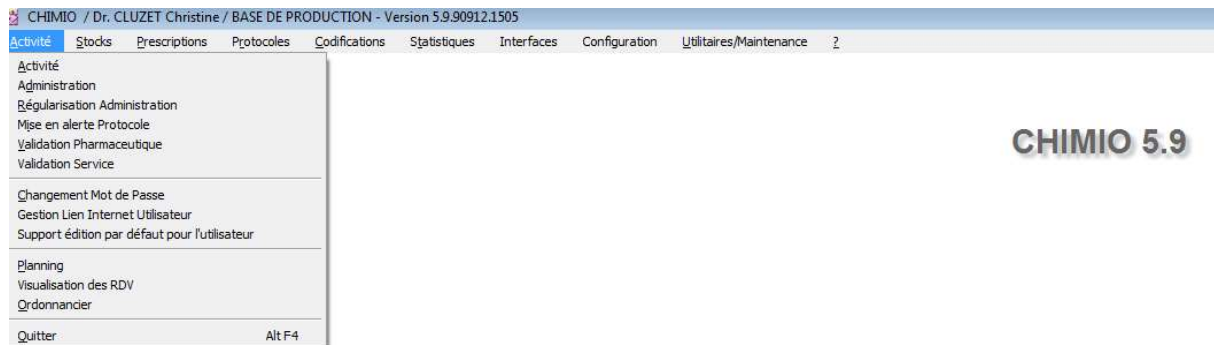 CHIMIO / Dr. CLUZET Christine / BASE DE PRODUCTION - Version 5.9.90912.1505
Activité Stocks Prescriptions Protocoles Codifications Statistiques Interfaces Configuration Utilitaires/Maintenance ?
Activité
Administration
Régularisation Administration
Mise en alerte Protocole
Validation Pharmaceutique
Validation Service
Changement Mot de Passe
Gestion Lien Internet Utilisateur
Support édition par défaut pour l'utilisateur
Planning
Visualisation des RDV
Ordonnancier
Quitter Alt F4
CHIMIO 5.9